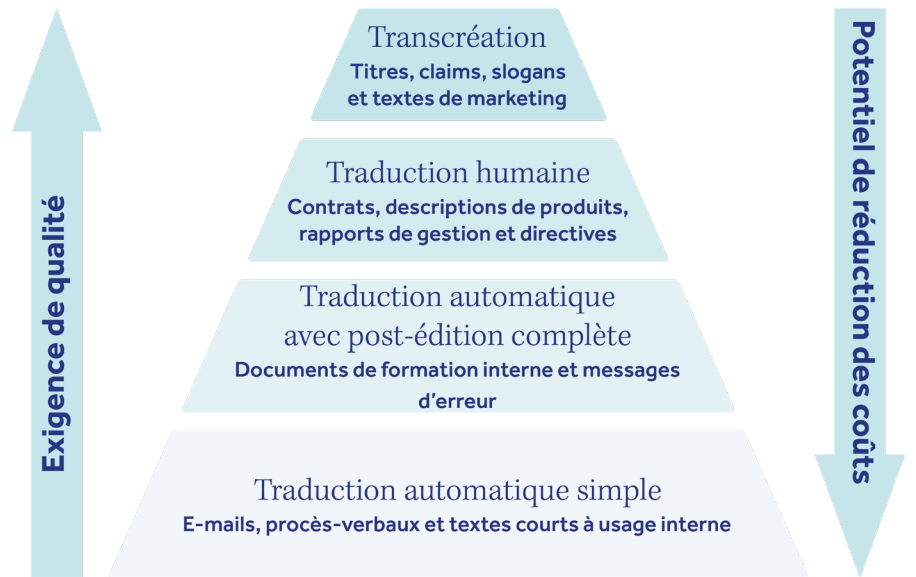 Exigence de qualité
Transcréation
Titres, claims, slogans
et textes de marketing
Traduction humaine
Contrats, descriptions de produits,
rapports de gestion et directives
Traduction automatique
avec post-édition complète
Documents de formation interne et messages
d’erreur
Traduction automatique simple
E-mails, procès-verbaux et textes courts à usage interne
Potentiel de réduction des coûts